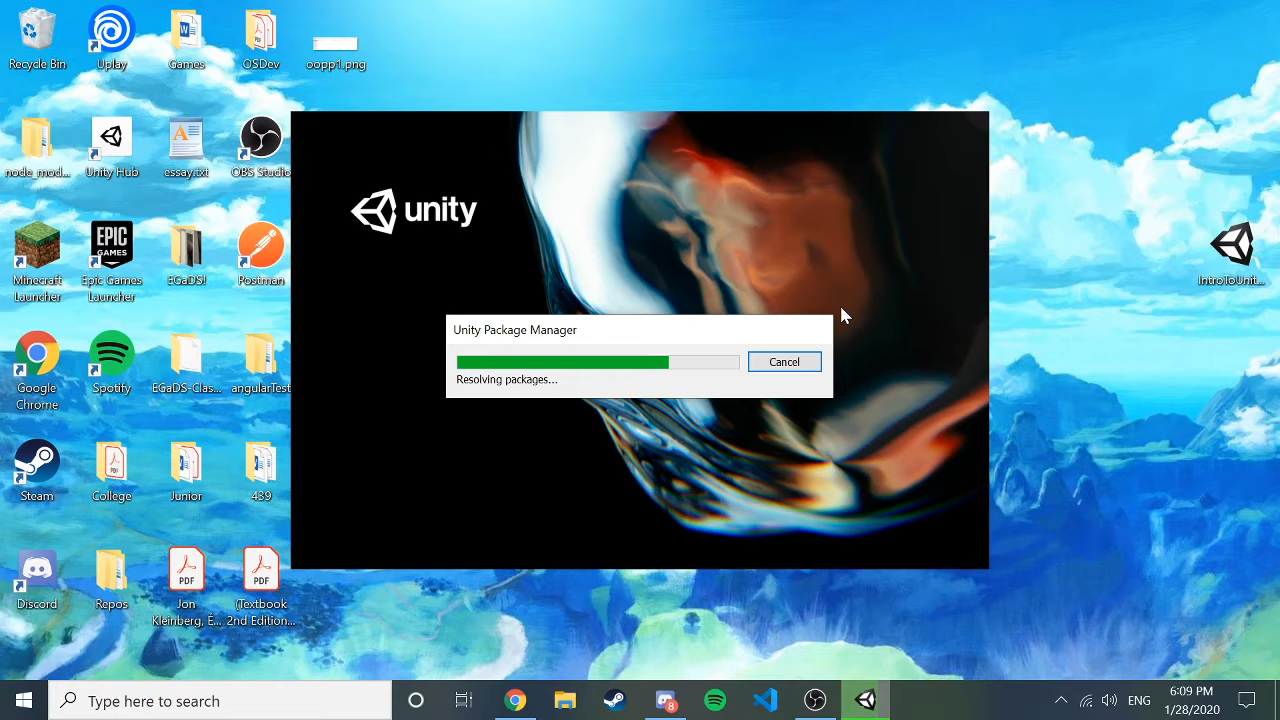 Recycle Bin
Uplay
Games
OSDev
oopp1.png
node_mod...
Unity Hub
essay.txt
OBS Studio
Minecraft
Launcher
EPIC
GAMES
Epic Games
Launcher
EGaDS!
Postman
Google
Chrome
Spotify
EGaDS-Clas...
angularTest
Steam
PDF
College
Junior
439
Discord
Repos
PDF
Jon
Kleinberg, É...
PDF
(Textbook
2nd Edition...
IntroToUnit...
unity
Unity Package Manager
Cancel
Resolving packages...
Type here to search
8
ENG
6:09 PM
1/28/2020